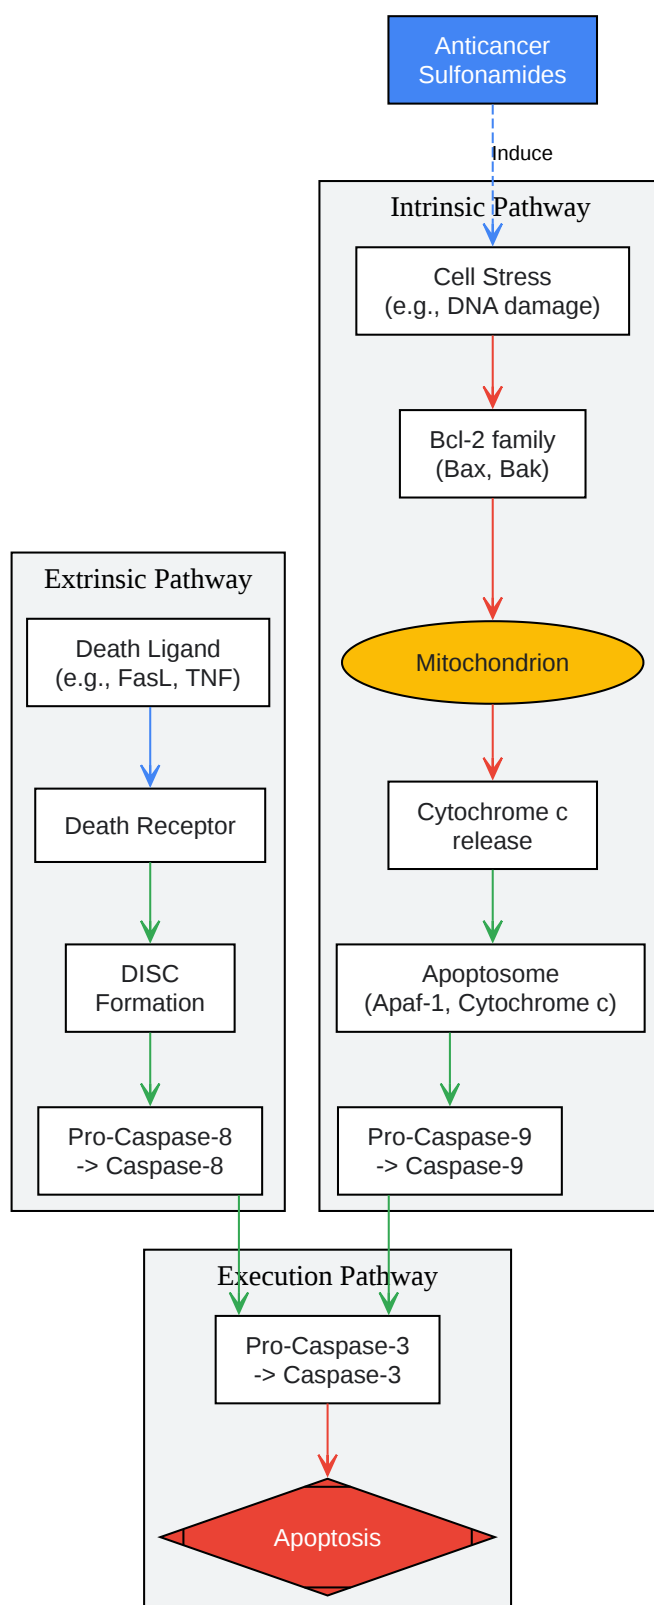 Anticancer
Sulfonamides
Induce
Intrinsic Pathway
Cell Stress
(e.g., DNA damage)
Bcl-2 family
(Bax, Bak)
Mitochondrion
Cytochrome c
release
Apoptosome
(Apaf-1, Cytochrome c)
Pro-Caspase-9
-> Caspase-9
Extrinsic Pathway
Death Ligand
(e.g., FasL, TNF)
Death Receptor
DISC
Formation
Pro-Caspase-8
-> Caspase-8
Execution Pathway
Pro-Caspase-3
-> Caspase-3
Apoptosis